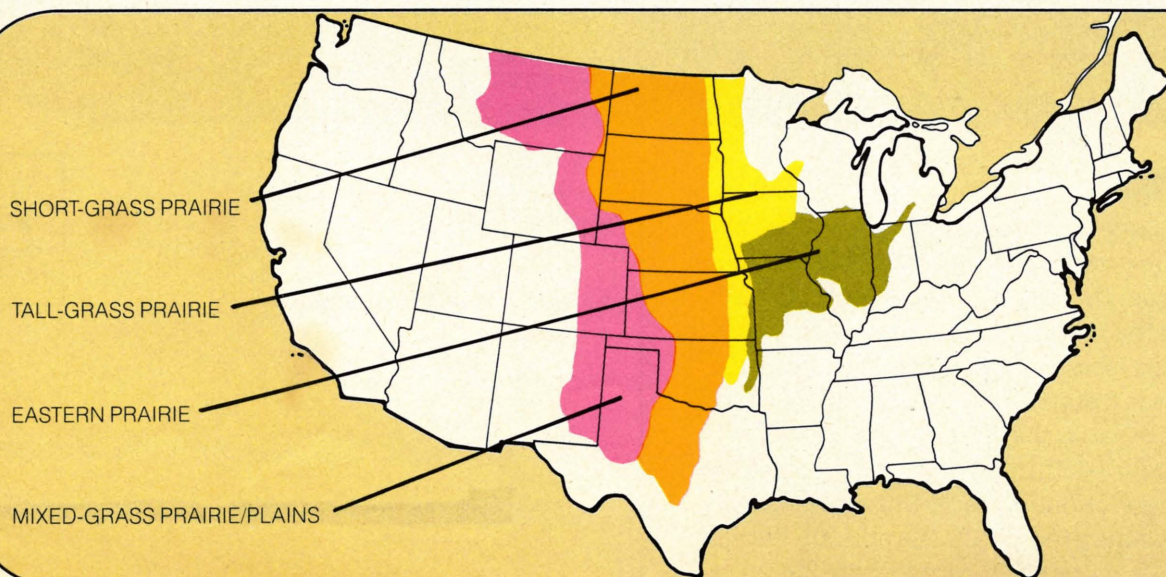 SHORT-GRASS PRAIRIE
TALL-GRASS PRAIRIE
EASTERN PRAIRIE
MIXED-GRASS PRAIRIE/PLAINS